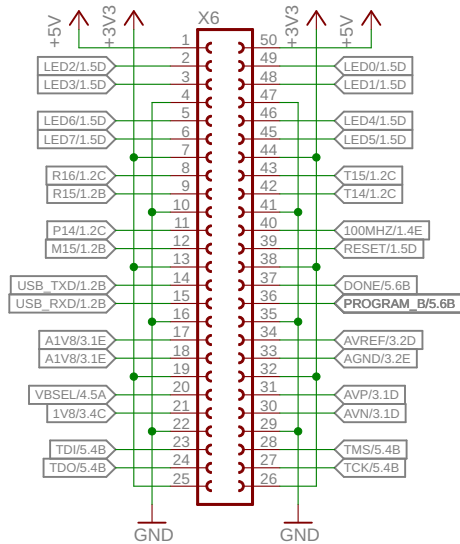 +5V +3V3 X6 +3V3 +5V
1 50
LED2/1.5D 2 49 LED0/1.5D
LED3/1.5D 3 48 LED1/1.5D
4 47
LED6/1.5D 5 46 LED4/1.5D
LED7/1.5D 6 45 LED5/1.5D
7 44
R16/1.2C 8 43 T15/1.2C
R15/1.2B 9 42 T14/1.2C
10 41
P14/1.2C 11 40 100MHZ/1.4E
M15/1.2B 12 39 RESET/1.5D
13 38
USB_TXD/1.2B 14 37 DONE/5.6B
USB_RXD/1.2B 15 36 PROGRAM_B/5.6B
16 35
A1V8/3.1E 17 34 AVREF/3.2D
A1V8/3.1E 18 33 AGND/3.2E
19 32
VBSEL/4.5A 20 31 AVP/3.1D
1V8/3.4C 21 30 AVN/3.1D
22 29
TDI/5.4B 23 28 TMS/5.4B
TDO/5.4B 24 27 TCK/5.4B
25 26
GND GND